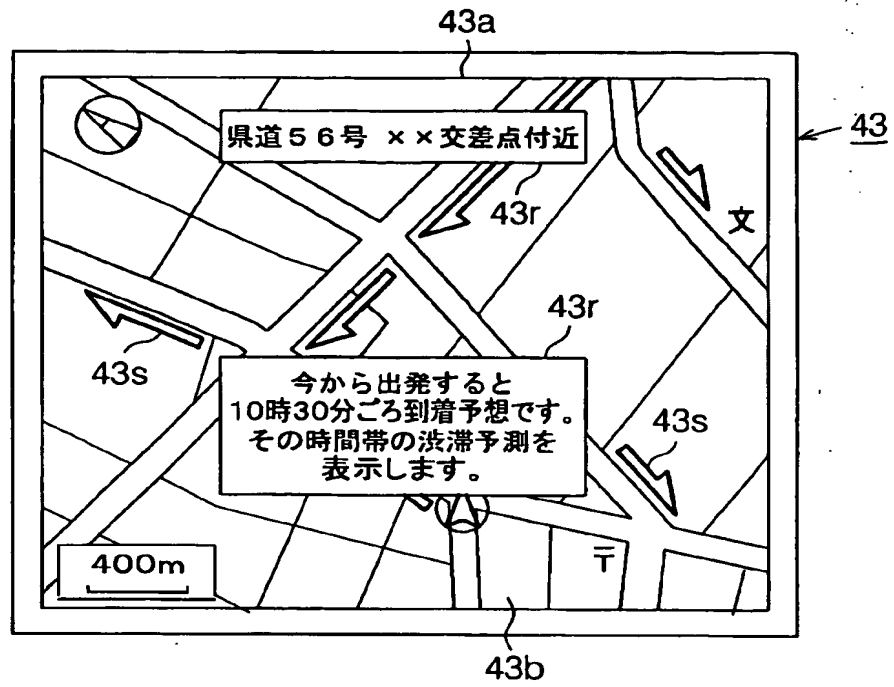 43a
43
県道５６号 ××交差点付近
43r
文
43r
43s
今から出発すると
10時30分ごろ到着予想です。
その時間帯の渋滞予測を
表示します。
43s
400m
〒
43b